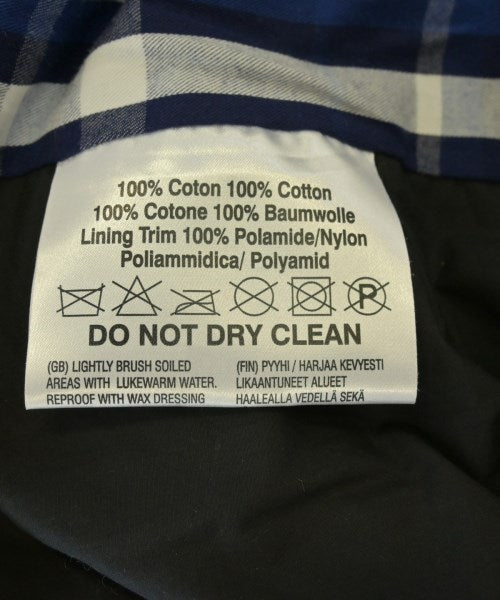 100% Coton 100% Cotton
100% Cotone 100% Baumwolle
Lining Trim 100% Polamide/Nylon
Poliammidica/ Polyamid
P
DO NOT DRY CLEAN
(GB) LIGHTLY BRUSH SOILED
AREAS WITH LUKEWARM WATER.
REPROOF WITH WAX DRESSING
(FIN) PYYHI / HARJAA KEVYESTI
LIKAANTUNEET ALUEET
HAALEALLA VEDELLÄ SEKÄ